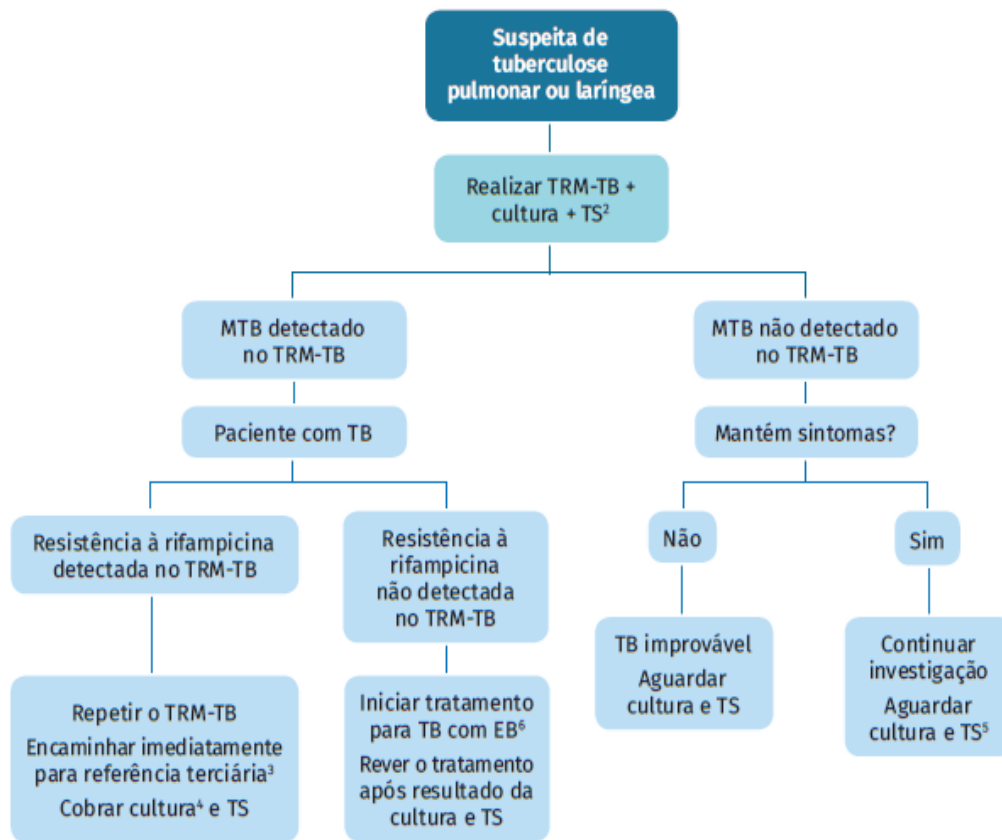 Suspeita de
tuberculose
pulmonar ou laríngea
Realizar TRM-TB +
cultura + TS²
MTB detectado
no TRM-TB
MTB não detectado
no TRM-TB
Paciente com TB
Mantém sintomas?
Resistência à rifampicina
detectada no TRM-TB
Resistência à
rifampicina
não detectada
no TRM-TB
Não
Sim
Repetir o TRM-TB
Encaminhar imediatamente
para referência terciária³
Cobrar cultura⁴ e TS
Iniciar tratamento
para TB com EB⁶
Rever o tratamento
após resultado da
cultura e TS
TB improvável
Aguardar
cultura e TS
Continuar
investigação
Aguardar
cultura e TS⁵